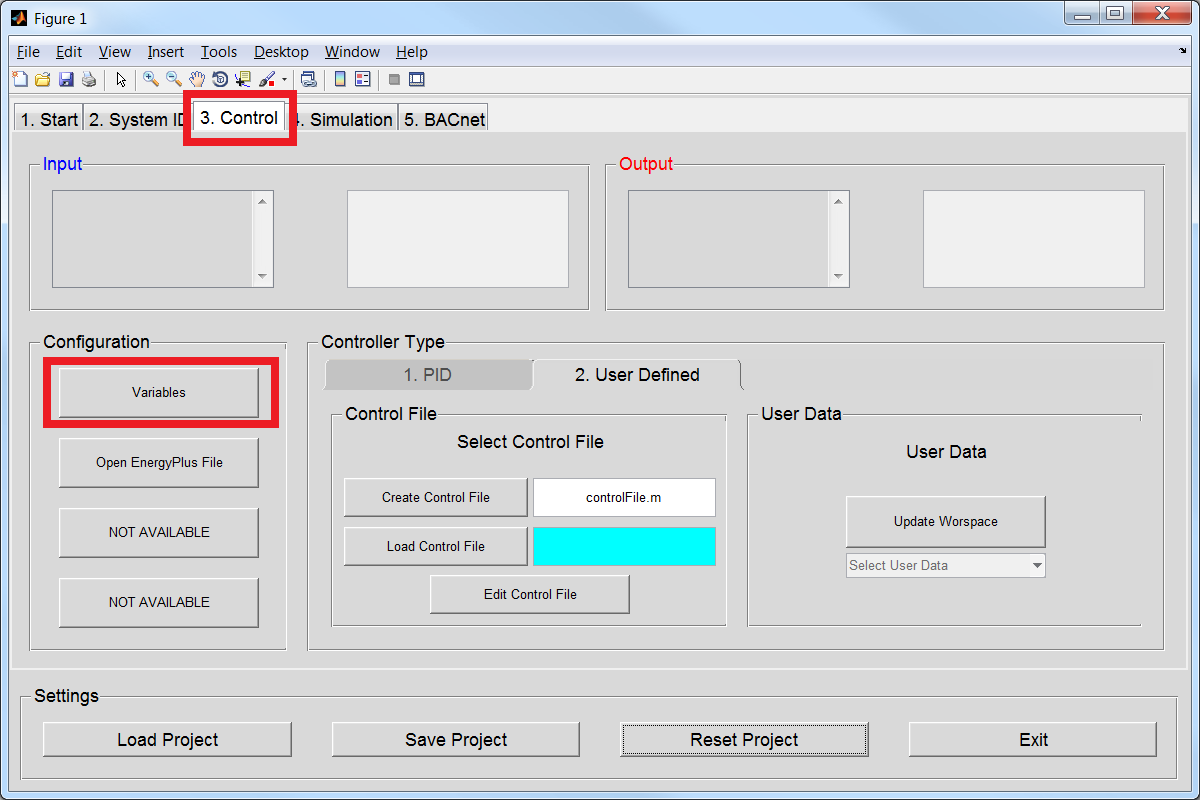 Figure 1
File Edit View Insert Tools Desktop Window Help
1. Start 2. System ID 3. Control 4. Simulation 5. BACnet
Input
Output
Configuration
Variables
Open EnergyPlus File
NOT AVAILABLE
NOT AVAILABLE
Controller Type
1. PID 2. User Defined
Control File
Select Control File
Create Control File controlFile.m
Load Control File
Edit Control File
User Data
User Data
Update Worspace
Select User Data
Settings
Load Project Save Project Reset Project Exit